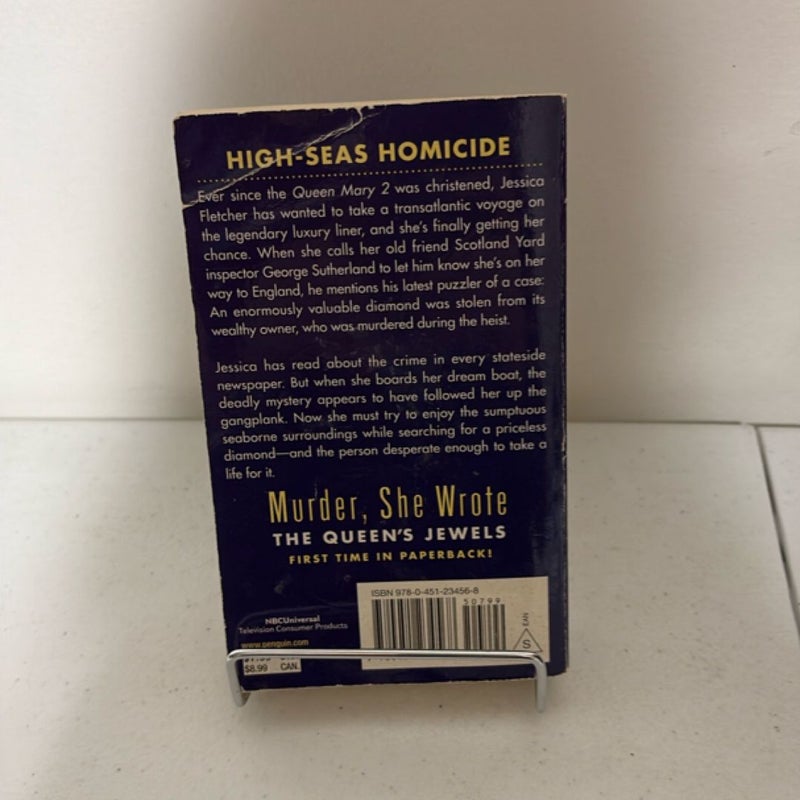 HIGH-SEAS HOMICIDE
Ever since the Queen Mary 2 was christened, Jessica
Fletcher has wanted to take a transatlantic voyage on
the legendary luxury liner, and she's finally getting her
chance. When she calls her old friend Scotland Yard
inspector George Sutherland to let him know she's on her
way to England, he mentions his latest puzzler of a case:
An enormously valuable diamond was stolen from its
wealthy owner, who was murdered during the heist.
Jessica has read about the crime in every stateside
newspaper. But when she boards her dream boat, the
deadly mystery appears to have followed her up the
gangplank. Now she must try to enjoy the sumptuous
seaborne surroundings while searching for a priceless
diamond—and the person desperate enough to take a
life for it.
Murder, She Wrote
THE QUEEN'S JEWELS
FIRST TIME IN PAPERBACK!
ISBN 978-0-451-23456-8
50799
EAN
S
NBCUniversal
Television Consumer Products
www.penguin.com
$8.99 CAN.